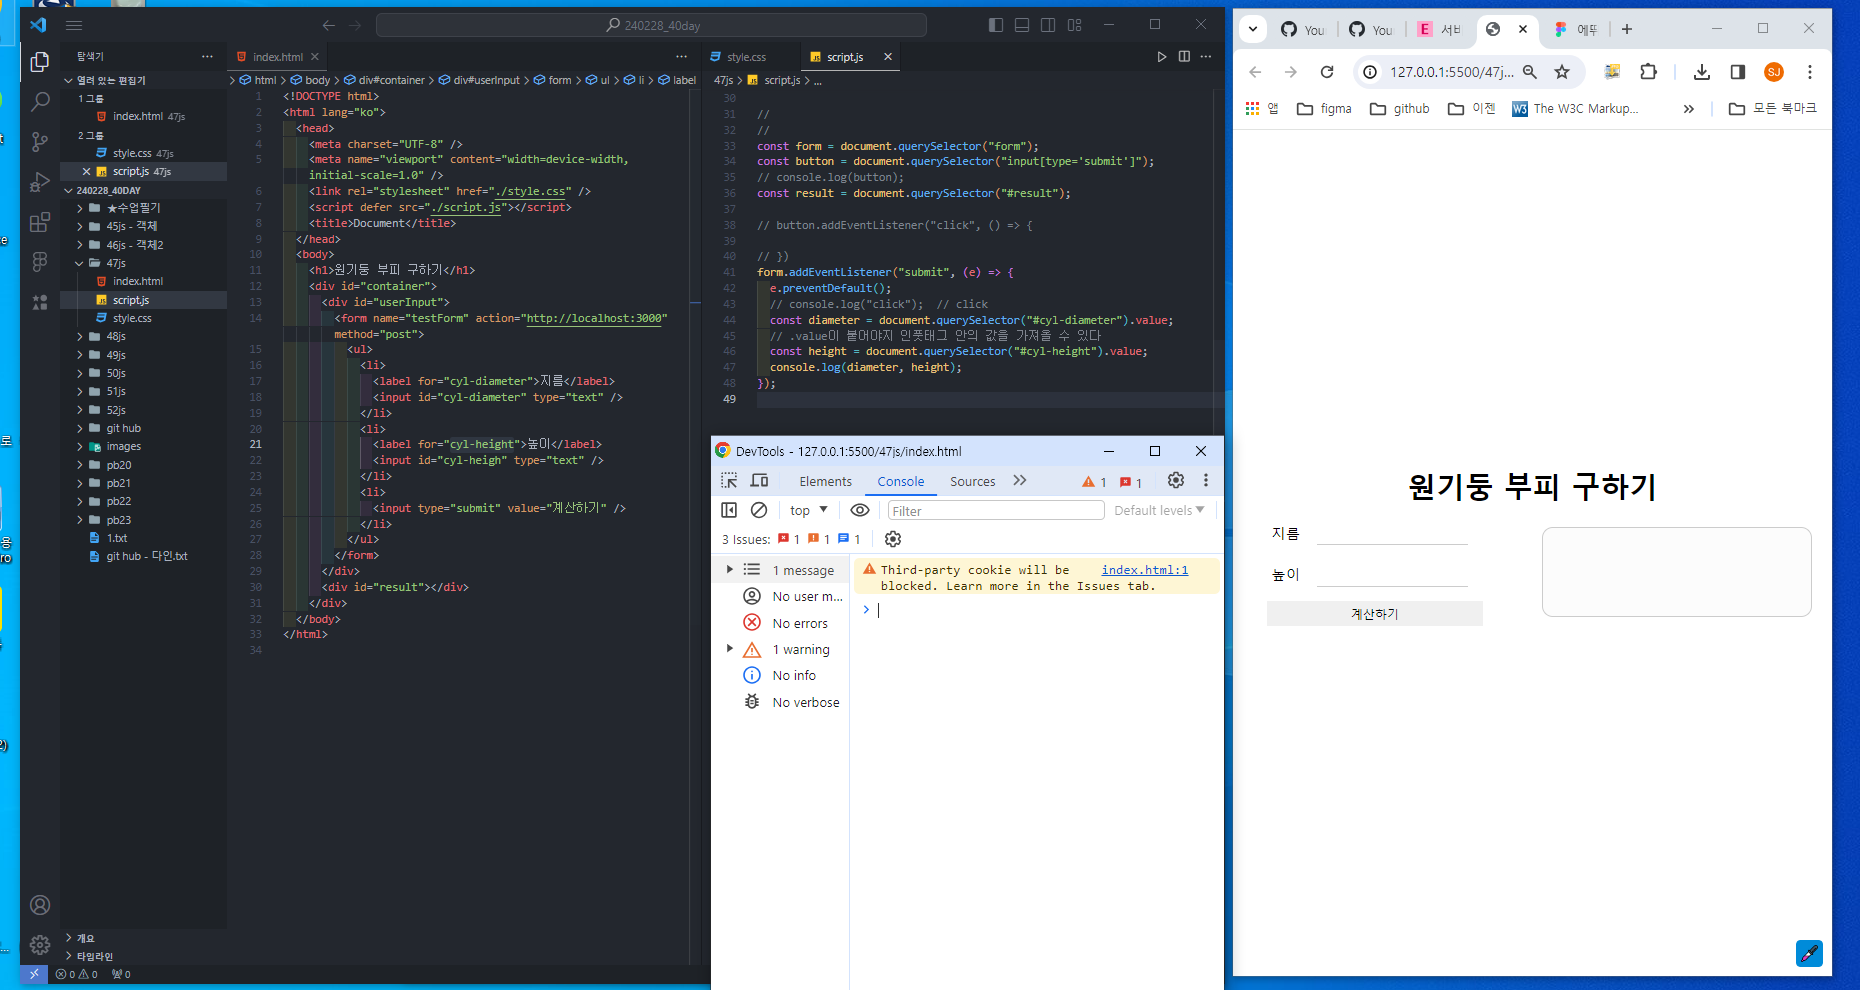 240228_40day
탐색기
열려 있는 편집기
1 그룹
index.html 47js
2 그룹
style.css 47js
script.js 47js
240228_40DAY
★수업필기
45js - 객체
46js - 객체2
47js
index.html
script.js
style.css
48js
49js
50js
51js
52js
git hub
images
pb20
pb21
pb22
pb23
1.txt
git hub - 다인.txt
개요
타임라인
0 0 0
index.html
html > body > div#container > div#userInput > form > ul > li > label
1 <!DOCTYPE html>
2 <html lang="ko">
3 <head>
4 <meta charset="UTF-8" />
5 <meta name="viewport" content="width=device-width,
initial-scale=1.0" />
6 <link rel="stylesheet" href="./style.css" />
7 <script defer src="./script.js"></script>
8 <title>Document</title>
9 </head>
10 <body>
11 <h1>원기둥 부피 구하기</h1>
12 <div id="container">
13 <div id="userInput">
14 <form name="testForm" action="http://localhost:3000"
method="post">
15 <ul>
16 <li>
17 <label for="cyl-diameter">지름</label>
18 <input id="cyl-diameter" type="text" />
19 </li>
20 <li>
21 <label for="cyl-height">높이</label>
22 <input id="cyl-heigh" type="text" />
23 </li>
24 <li>
25 <input type="submit" value="계산하기" />
26 </li>
27 </ul>
28 </form>
29 </div>
30 <div id="result"></div>
31 </div>
32 </body>
33 </html>
34
style.css
script.js
47js > script.js > ...
30
31 //
32 //
33 const form = document.querySelector("form");
34 const button = document.querySelector("input[type='submit']");
35 // console.log(button);
36 const result = document.querySelector("#result");
37
38 // button.addEventListener("click", () => {
39
40 // })
41 form.addEventListener("submit", (e) => {
42 e.preventDefault();
43 // console.log("click"); // click
44 const diameter = document.querySelector("#cyl-diameter").value;
45 // .value이 붙어야지 인풋태그 안의 값을 가져올 수 있다
46 const height = document.querySelector("#cyl-height").value;
47 console.log(diameter, height);
48 });
49
DevTools - 127.0.0.1:5500/47js/index.html
Elements Console Sources 1 1
top Filter Default levels
3 Issues: 1 1 1
1 message
No user m...
No errors
1 warning
No info
No verbose
Third-party cookie will be index.html:1
blocked. Learn more in the Issues tab.
You
You
E 서비
에뚜
127.0.0.1:5500/47j...
SJ
앱 figma github 이젠 W3 The W3C Markup... 모든 북마크
원기둥 부피 구하기
지름
높이
계산하기